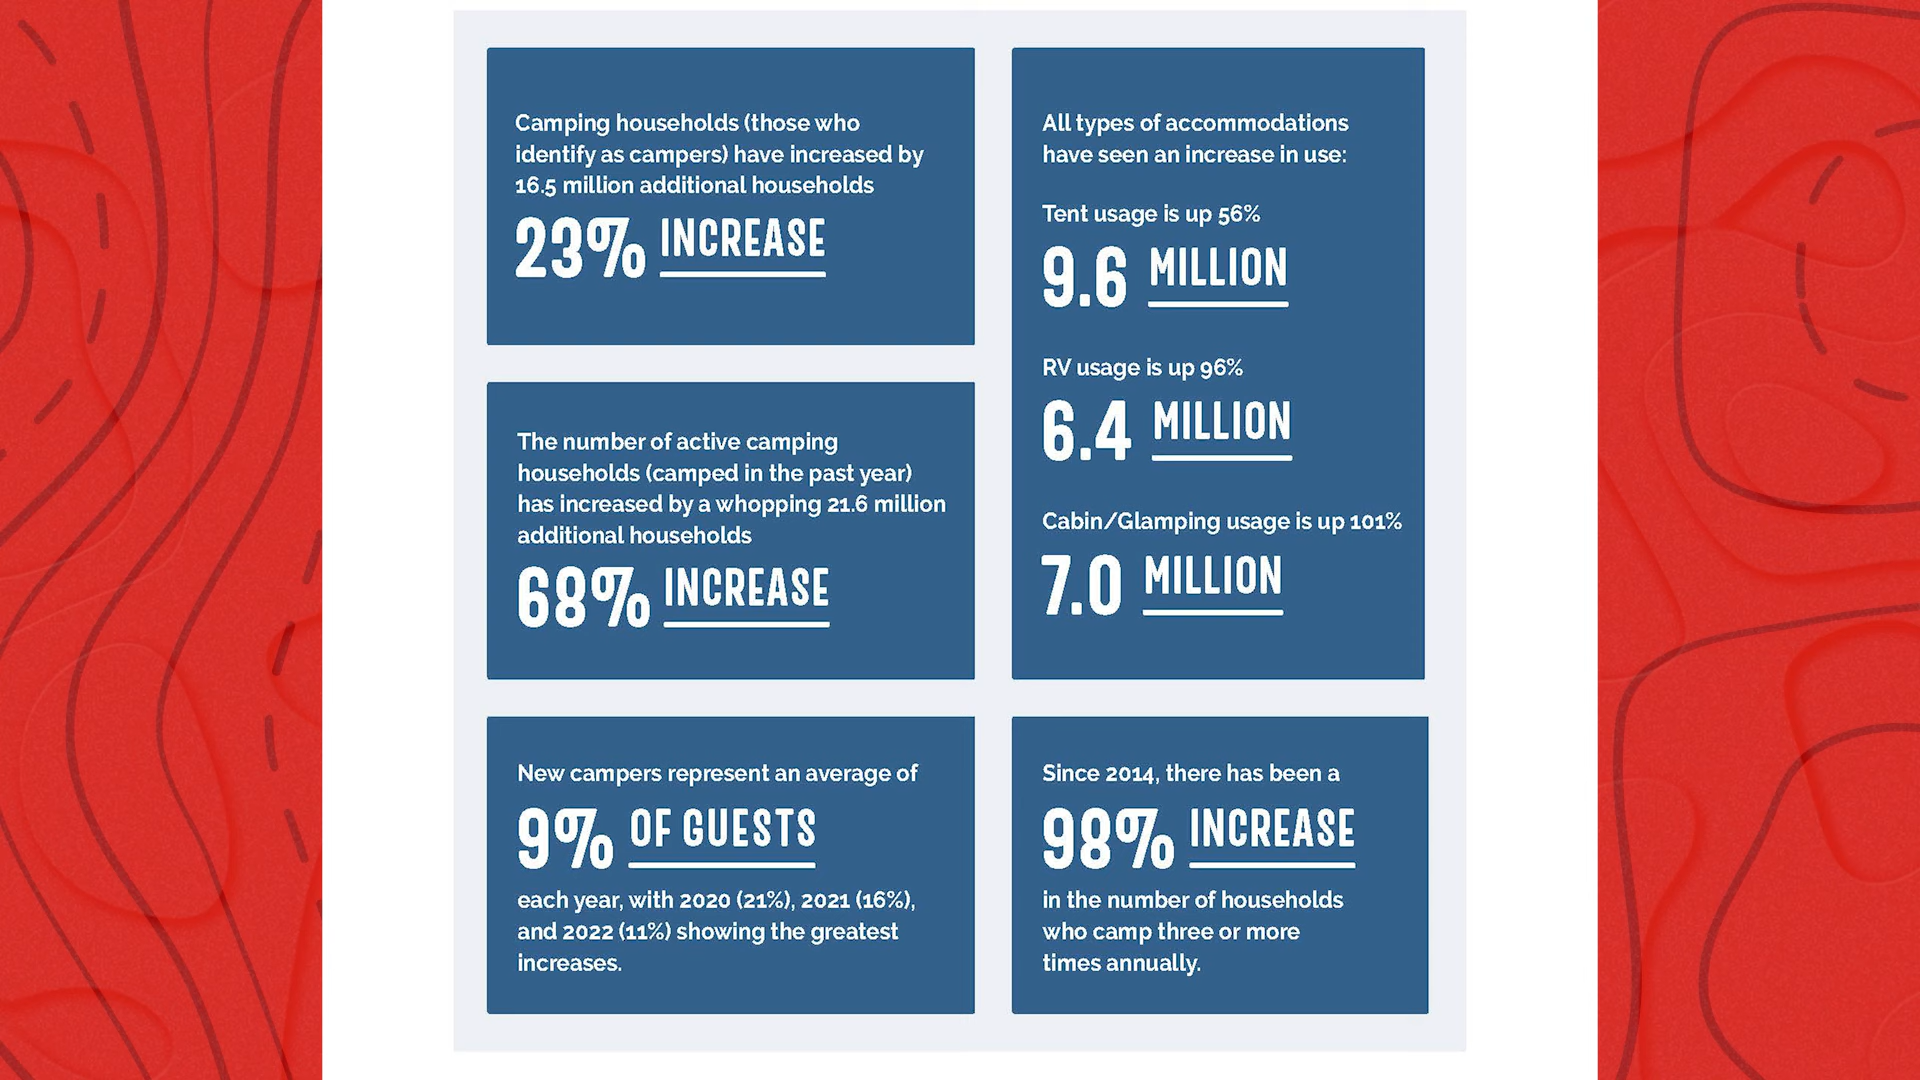 Camping households (those who
identify as campers) have increased by
16.5 million additional households
23% INCREASE
The number of active camping
households (camped in the past year)
has increased by a whopping 21.6 million
additional households
68% INCREASE
New campers represent an average of
9% OF GUESTS
each year, with 2020 (21%), 2021 (16%),
and 2022 (11%) showing the greatest
increases.
All types of accommodations
have seen an increase in use:
Tent usage is up 56%
9.6 MILLION
RV usage is up 96%
6.4 MILLION
Cabin/Glamping usage is up 101%
7.0 MILLION
Since 2014, there has been a
98% INCREASE
in the number of households
who camp three or more
times annually.